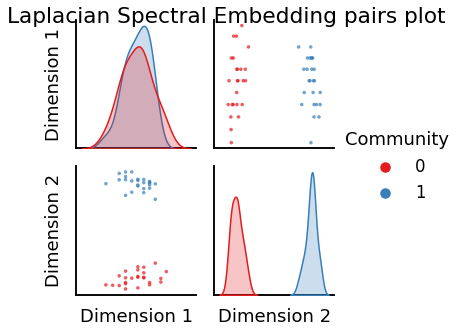 Laplacian Spectral Embedding pairs plot
Dimension 1
Community
0
1
Dimension 2
Dimension 1
Dimension 2